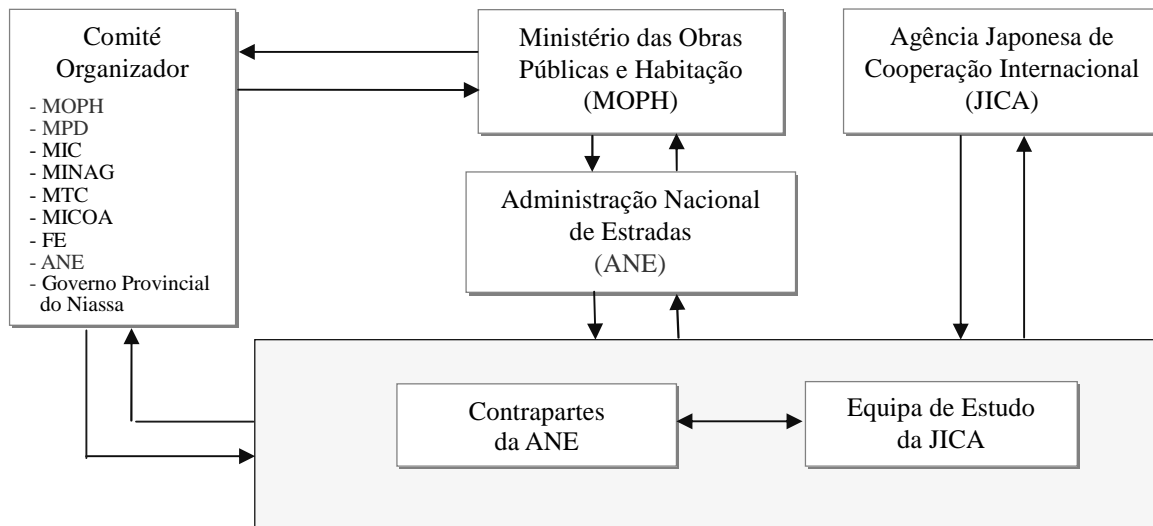 Comité
Organizador
- MOPH
- MPD
- MIC
- MINAG
- MTC
- MICOA
- FE
- ANE
- Governo Provincial
do Niassa
Ministério das Obras
Públicas e Habitação
(MOPH)
Agência Japonesa de
Cooperação Internacional
(JICA)
Administração Nacional
de Estradas
(ANE)
Contrapartes
da ANE
Equipa de Estudo
da JICA